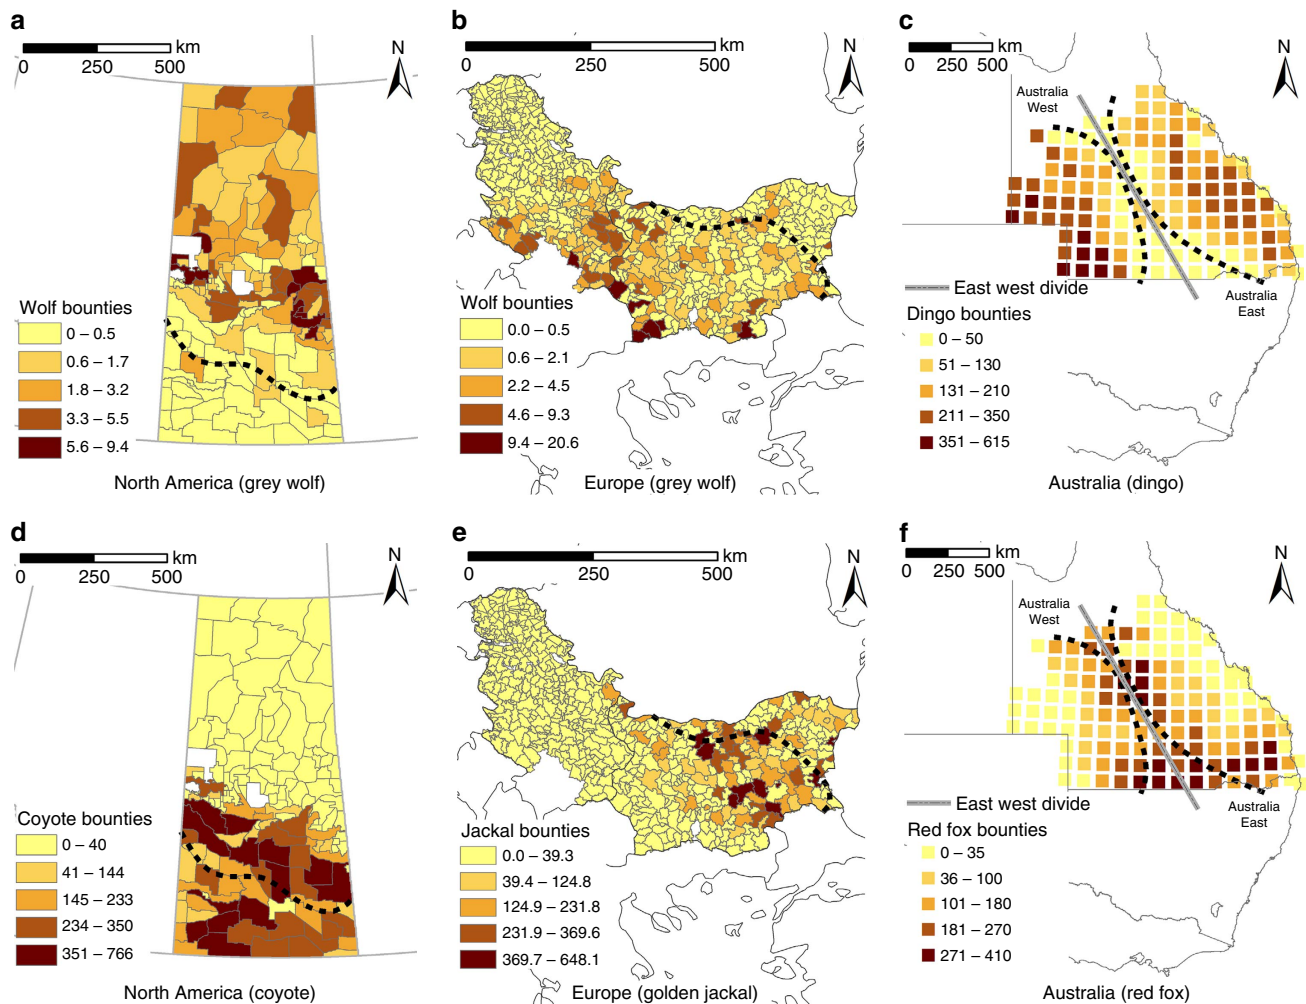 a
km
0 250 500
N
Wolf bounties
0 – 0.5
0.6 – 1.7
1.8 – 3.2
3.3 – 5.5
5.6 – 9.4
North America (grey wolf)
b
km
0 250 500
N
Wolf bounties
0.0 – 0.5
0.6 – 2.1
2.2 – 4.5
4.6 – 9.3
9.4 – 20.6
Europe (grey wolf)
c
km
0 250 500
N
Australia
West
East west divide
Australia
East
Dingo bounties
0 – 50
51 – 130
131 – 210
211 – 350
351 – 615
Australia (dingo)
d
km
0 250 500
N
Coyote bounties
0 – 40
41 – 144
145 – 233
234 – 350
351 – 766
North America (coyote)
e
km
0 250 500
N
Jackal bounties
0.0 – 39.3
39.4 – 124.8
124.9 – 231.8
231.9 – 369.6
369.7 – 648.1
Europe (golden jackal)
f
km
0 250 500
N
Australia
West
East west divide
Australia
East
Red fox bounties
0 – 35
36 – 100
101 – 180
181 – 270
271 – 410
Australia (red fox)